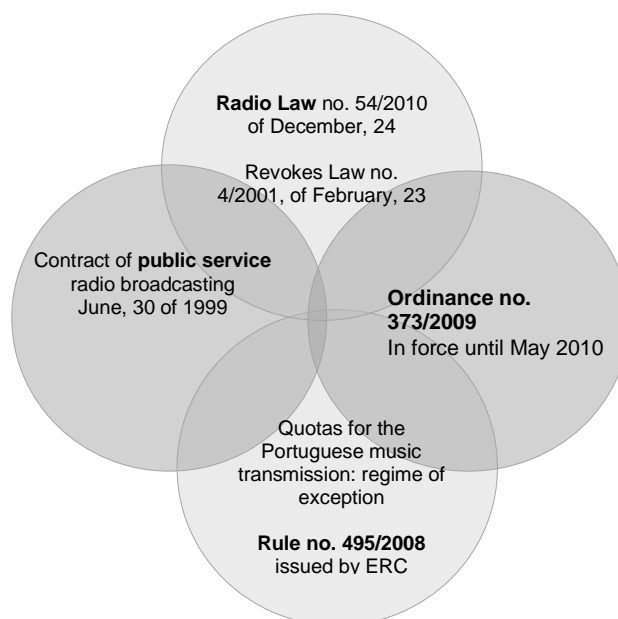 Radio Law no. 54/2010
of December, 24
Revokes Law no.
4/2001, of February, 23
Contract of public service
radio broadcasting
June, 30 of 1999
Ordinance no.
373/2009
In force until May 2010
Quotas for the
Portuguese music
transmission: regime of
exception
Rule no. 495/2008
issued by ERC